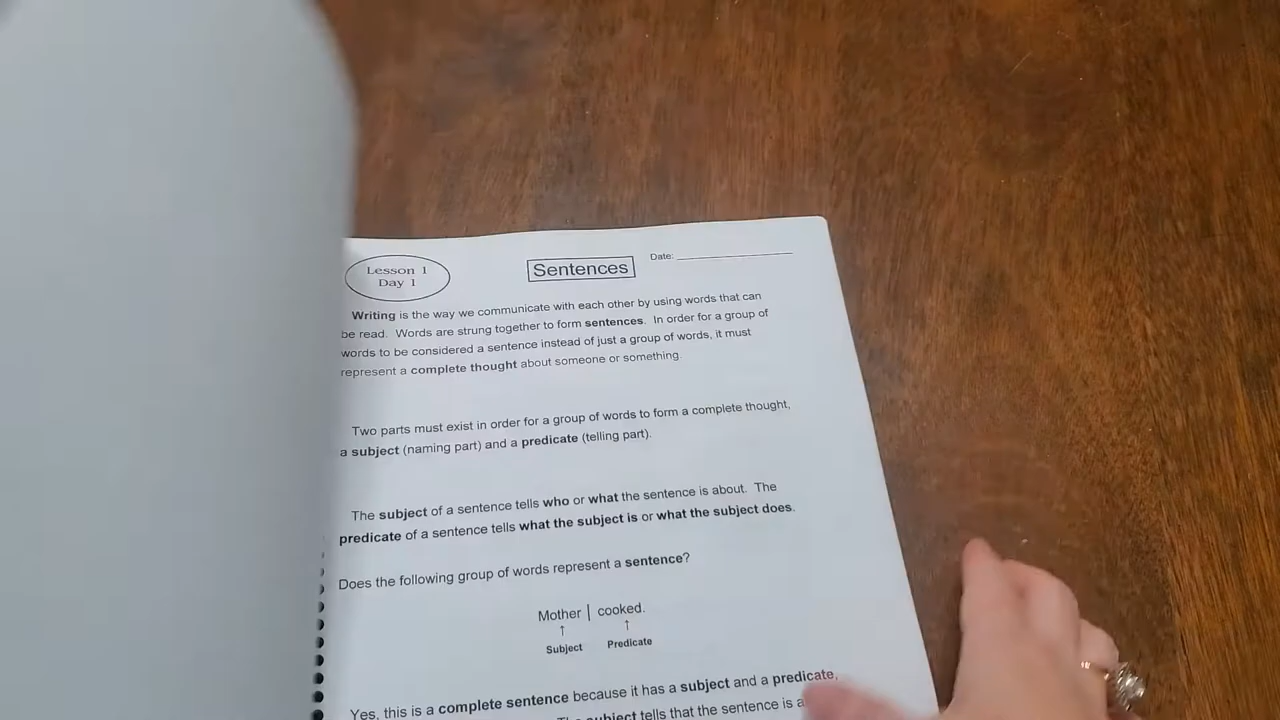 Lesson 1
Day 1
Sentences
Date:
Writing is the way we communicate with each other by using words that can
be read. Words are strung together to form sentences. In order for a group of
words to be considered a sentence instead of just a group of words, it must
represent a complete thought about someone or something.
Two parts must exist in order for a group of words to form a complete thought,
a subject (naming part) and a predicate (telling part).
The subject of a sentence tells who or what the sentence is about. The
predicate of a sentence tells what the subject is or what the subject does.
Does the following group of words represent a sentence?
Mother | cooked.
↑ ↑
Subject Predicate
Yes, this is a complete sentence because it has a subject and a predicate,
The subject tells that the sentence is a